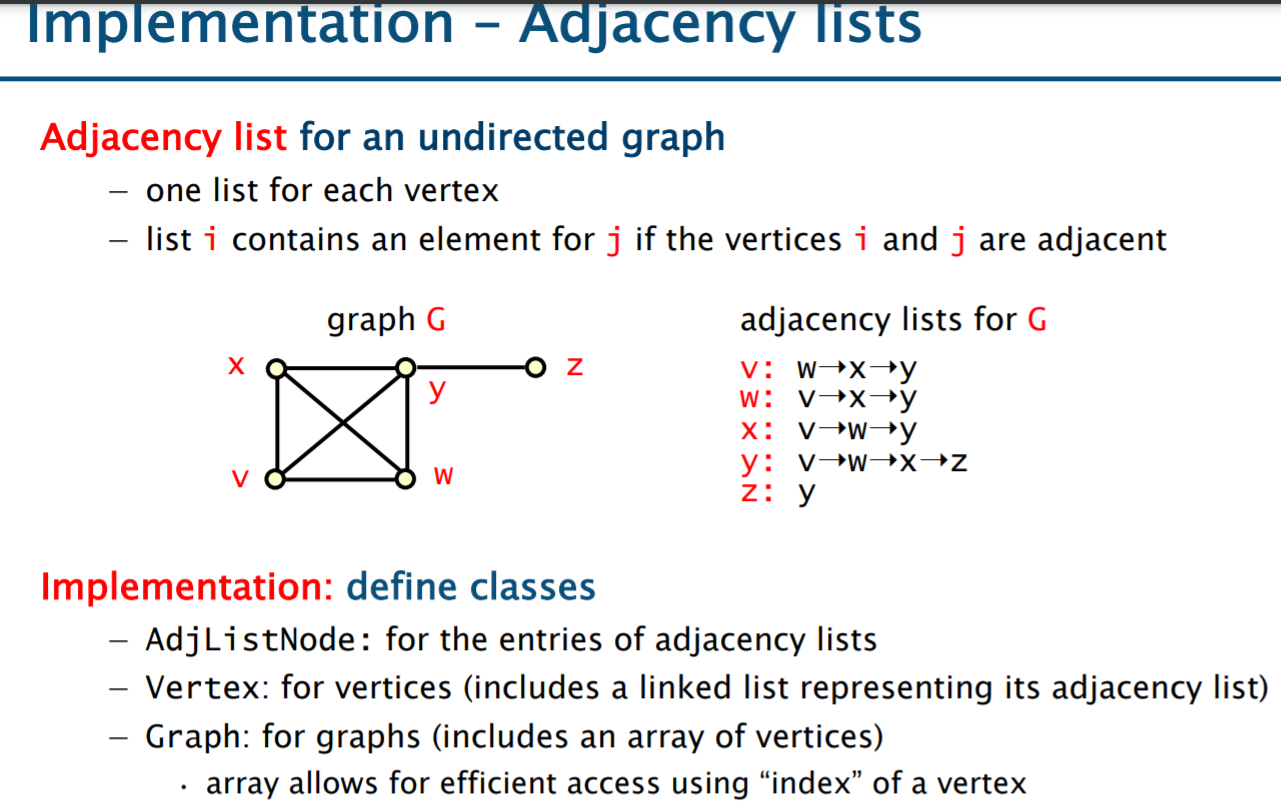 Implementation – Adjacency lists
Adjacency list for an undirected graph
– one list for each vertex
– list i contains an element for j if the vertices i and j are adjacent
graph G
x
y
z
v
w
adjacency lists for G
v: w→x→y
w: v→x→y
x: v→w→y
y: v→w→x→z
z: y
Implementation: define classes
– AdjListNode: for the entries of adjacency lists
– Vertex: for vertices (includes a linked list representing its adjacency list)
– Graph: for graphs (includes an array of vertices)
· array allows for efficient access using “index” of a vertex